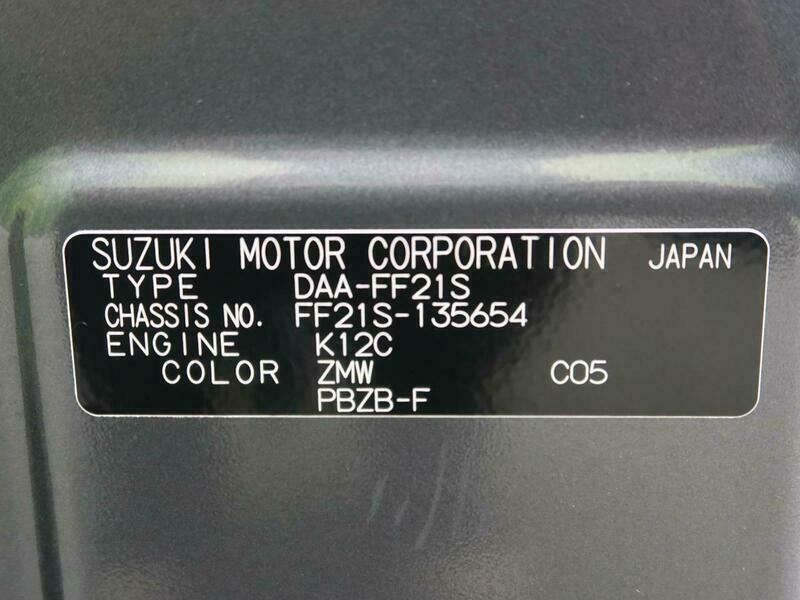 SUZUKI MOTOR CORPORATION JAPAN
TYPE DAA-FF21S
CHASSIS NO. FF21S-135654
ENGINE K12C
COLOR ZMW C05
PBZB-F